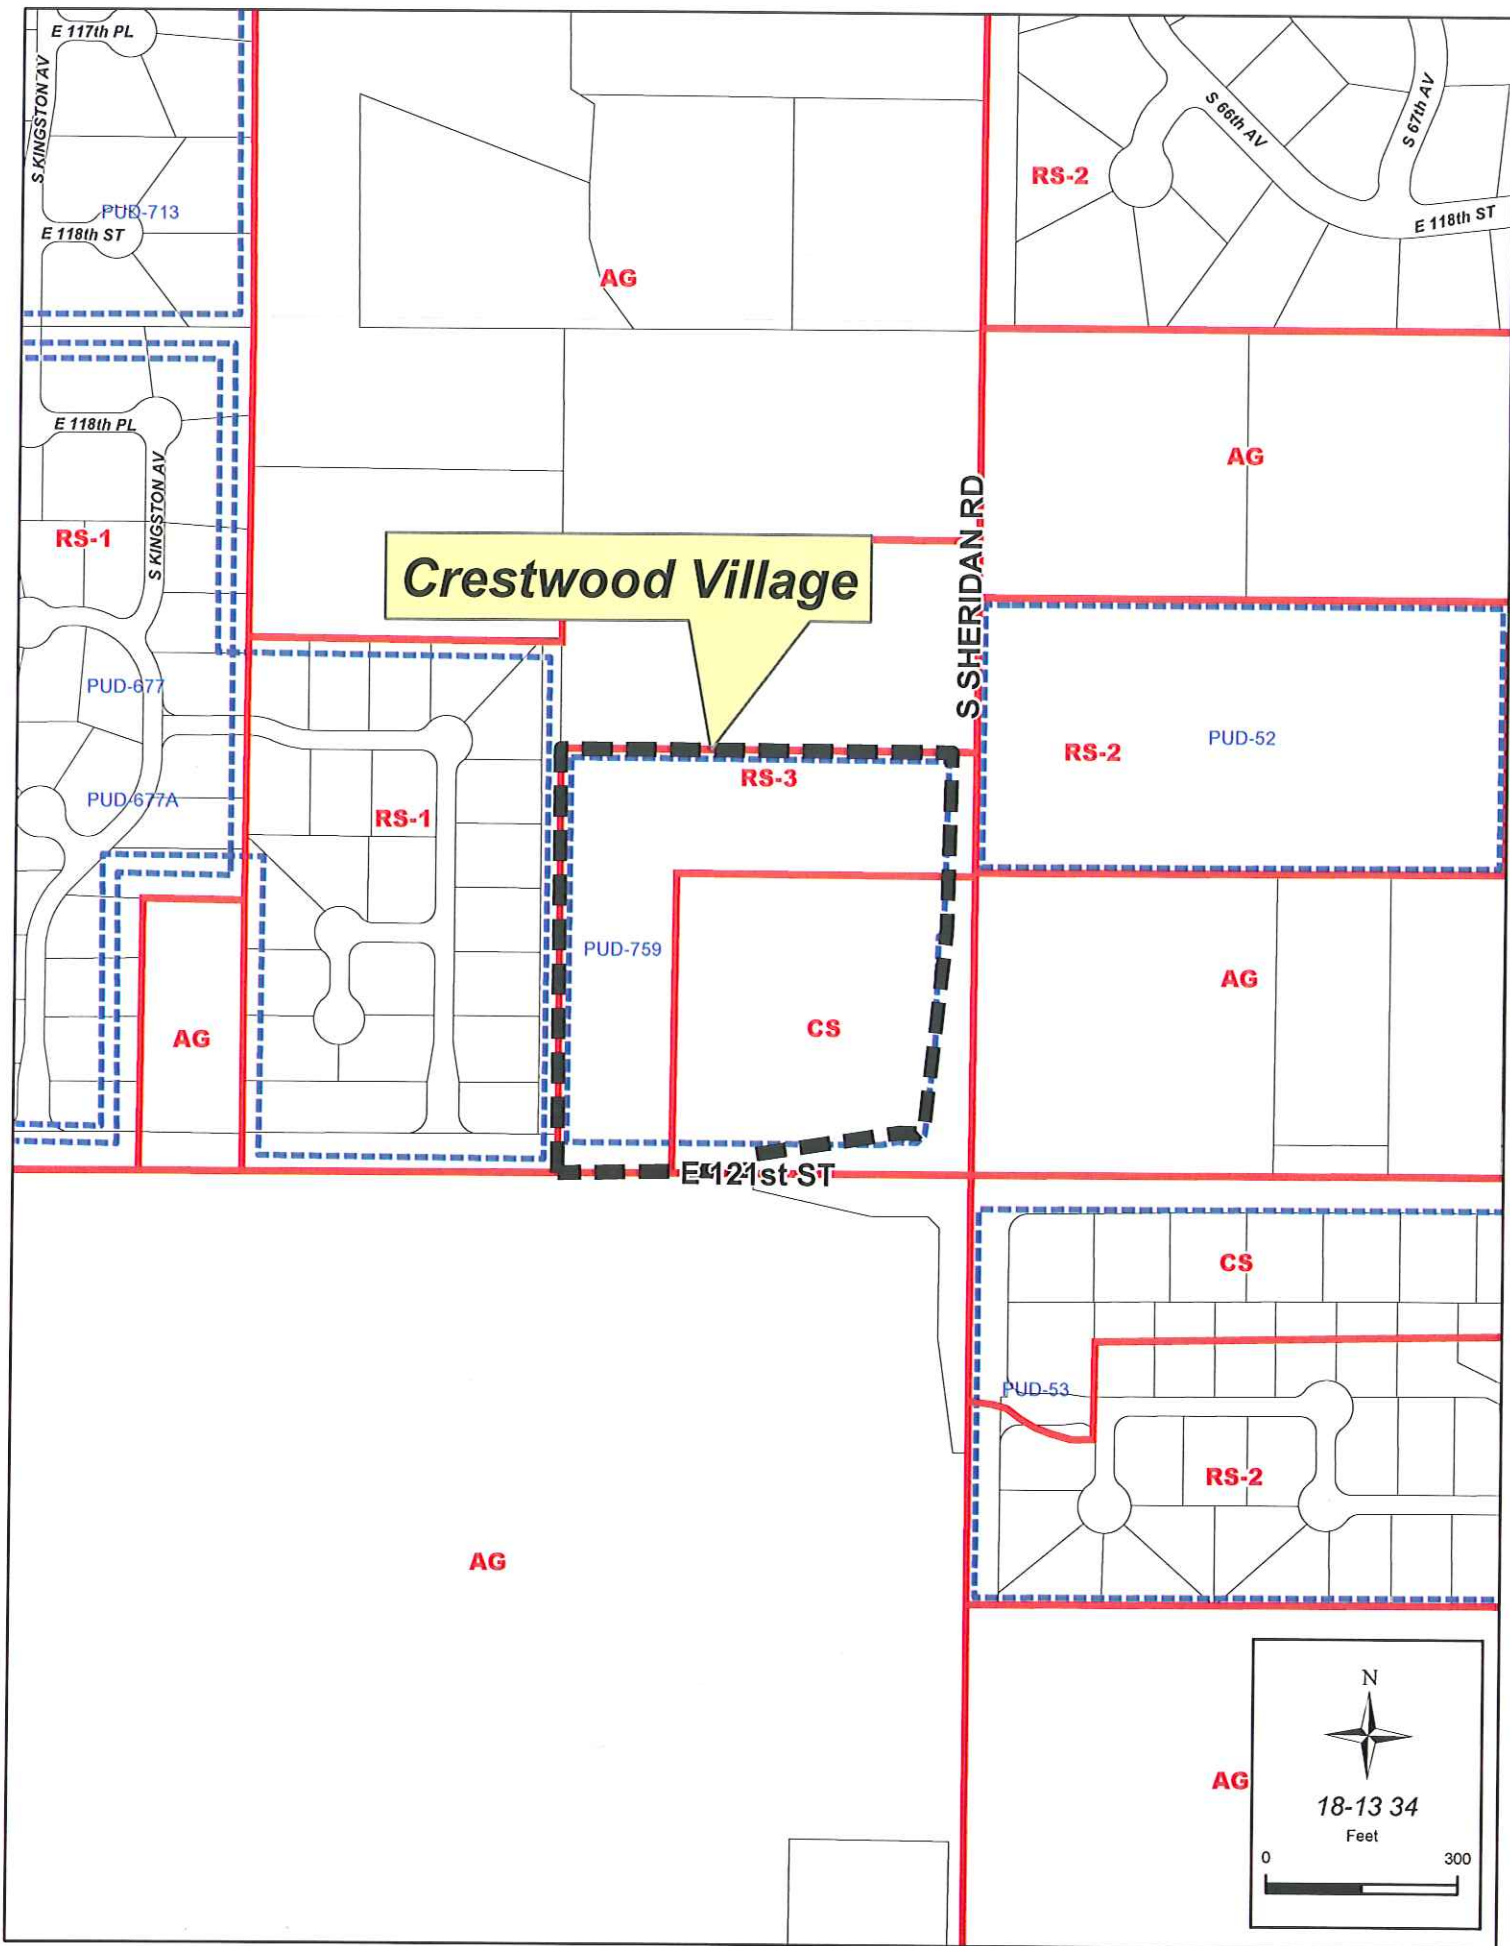 E 117th PL
S KINGSTON AV
PUD-713
E 118th ST
S 66th AV
S 67th AV
RS-2
E 118th ST
AG
E 118th PL
S KINGSTON AV
RS-1
AG
Crestwood Village
S SHERIDAN RD
PUD-677
PUD-677A
RS-1
RS-3
RS-2
PUD-52
PUD-759
CS
AG
AG
E 121st ST
CS
PUD-53
RS-2
AG
AG
N
18-13 34
Feet
0 300